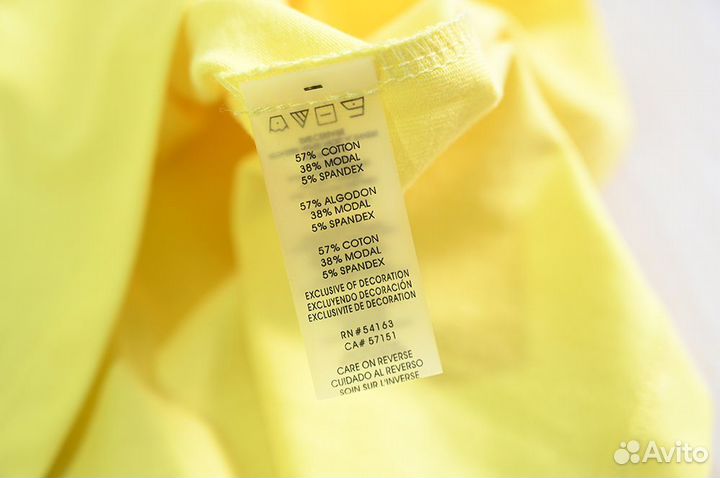 57% COTTON
38% MODAL
5% SPANDEX
57% ALGODON
38% MODAL
5% SPANDEX
57% COTON
38% MODAL
5% SPANDEX
EXCLUSIVE OF DECORATION
EXCLUYENDO DECORACIÓN
EXCLUSIVITE DE DECORATION
RN#54163
CA# 57151
CARE ON REVERSE
CUIDADO AL REVERSO
SOIN SUR L'INVERSE
Avito